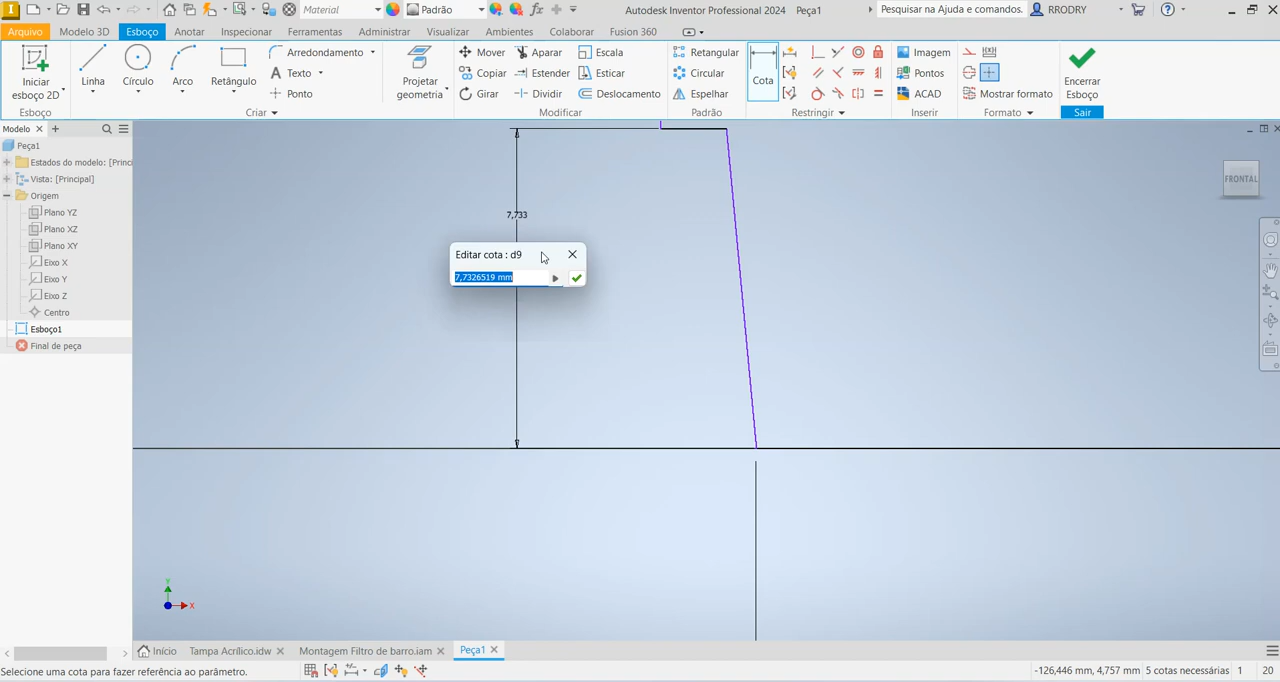 Material
Padrão
fx
Autodesk Inventor Professional 2024 Peça1
Pesquisar na Ajuda e comandos.
RRODRY
Arquivo
Modelo 3D
Esboço
Anotar
Inspecionar
Ferramentas
Administrar
Visualizar
Ambientes
Colaborar
Fusion 360
Iniciar esboço 2D
Linha
Círculo
Arco
Retângulo
Arredondamento
Texto
Ponto
Projetar geometria
Mover
Copiar
Girar
Aparar
Estender
Dividir
Escala
Esticar
Deslocamento
Retangular
Circular
Espelhar
Cota
Imagem
Pontos
ACAD
Mostrar formato
Encerrar Esboço
Esboço
Criar
Modificar
Padrão
Restringir
Inserir
Formato
Sair
Modelo
Peça1
Estados do modelo: [Princ
Vista: [Principal]
Origem
Plano YZ
Plano XZ
Plano XY
Eixo X
Eixo Y
Eixo Z
Centro
Esboço1
Final de peça
7,733
Editar cota : d9
7,7326519 mm
FRONTAL
Y
X
Início
Tampa Acrílico.idw
Montagem Filtro de barro.iam
Peça1
Selecione uma cota para fazer referência ao parâmetro.
-126,446 mm, 4,757 mm
5 cotas necessárias
1
20